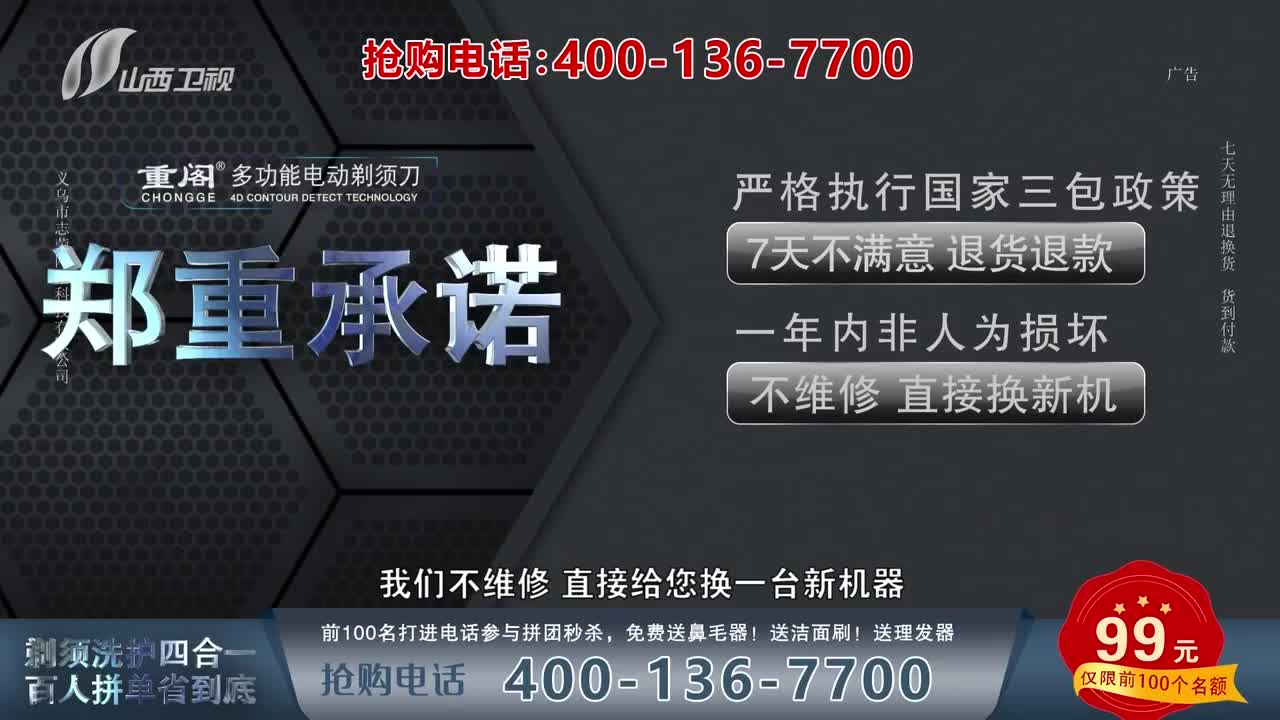 山西卫视
抢购电话:400-136-7700
广告
重阁® 多功能电动剃须刀
CHONGGE 4D CONTOUR DETECT TECHNOLOGY
郑重承诺
严格执行国家三包政策
7天不满意 退货退款
一年内非人为损坏
不维修 直接换新机
七天无理由退换货 货到付款
我们不维修 直接给您换一台新机器
剃须洗护四合一
百人拼单省到底
前100名打进电话参与拼团秒杀，免费送鼻毛器！送洁面刷！送理发器
抢购电话 400-136-7700
99元
仅限前100个名额